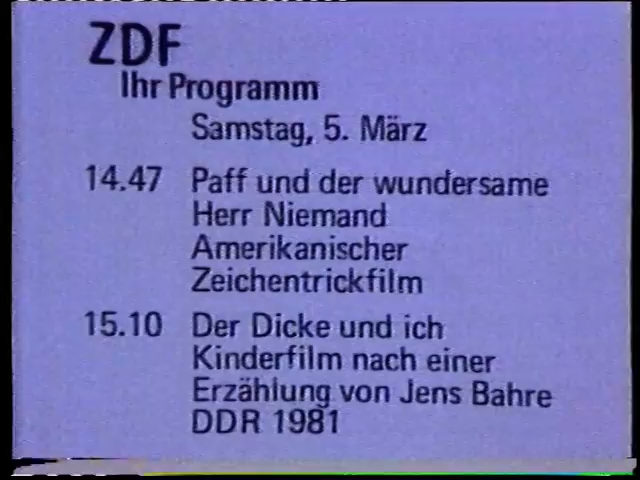 ZDF
Ihr Programm
Samstag, 5. März
14.47 Paff und der wundersame
Herr Niemand
Amerikanischer
Zeichentrickfilm
15.10 Der Dicke und ich
Kinderfilm nach einer
Erzählung von Jens Bahre
DDR 1981